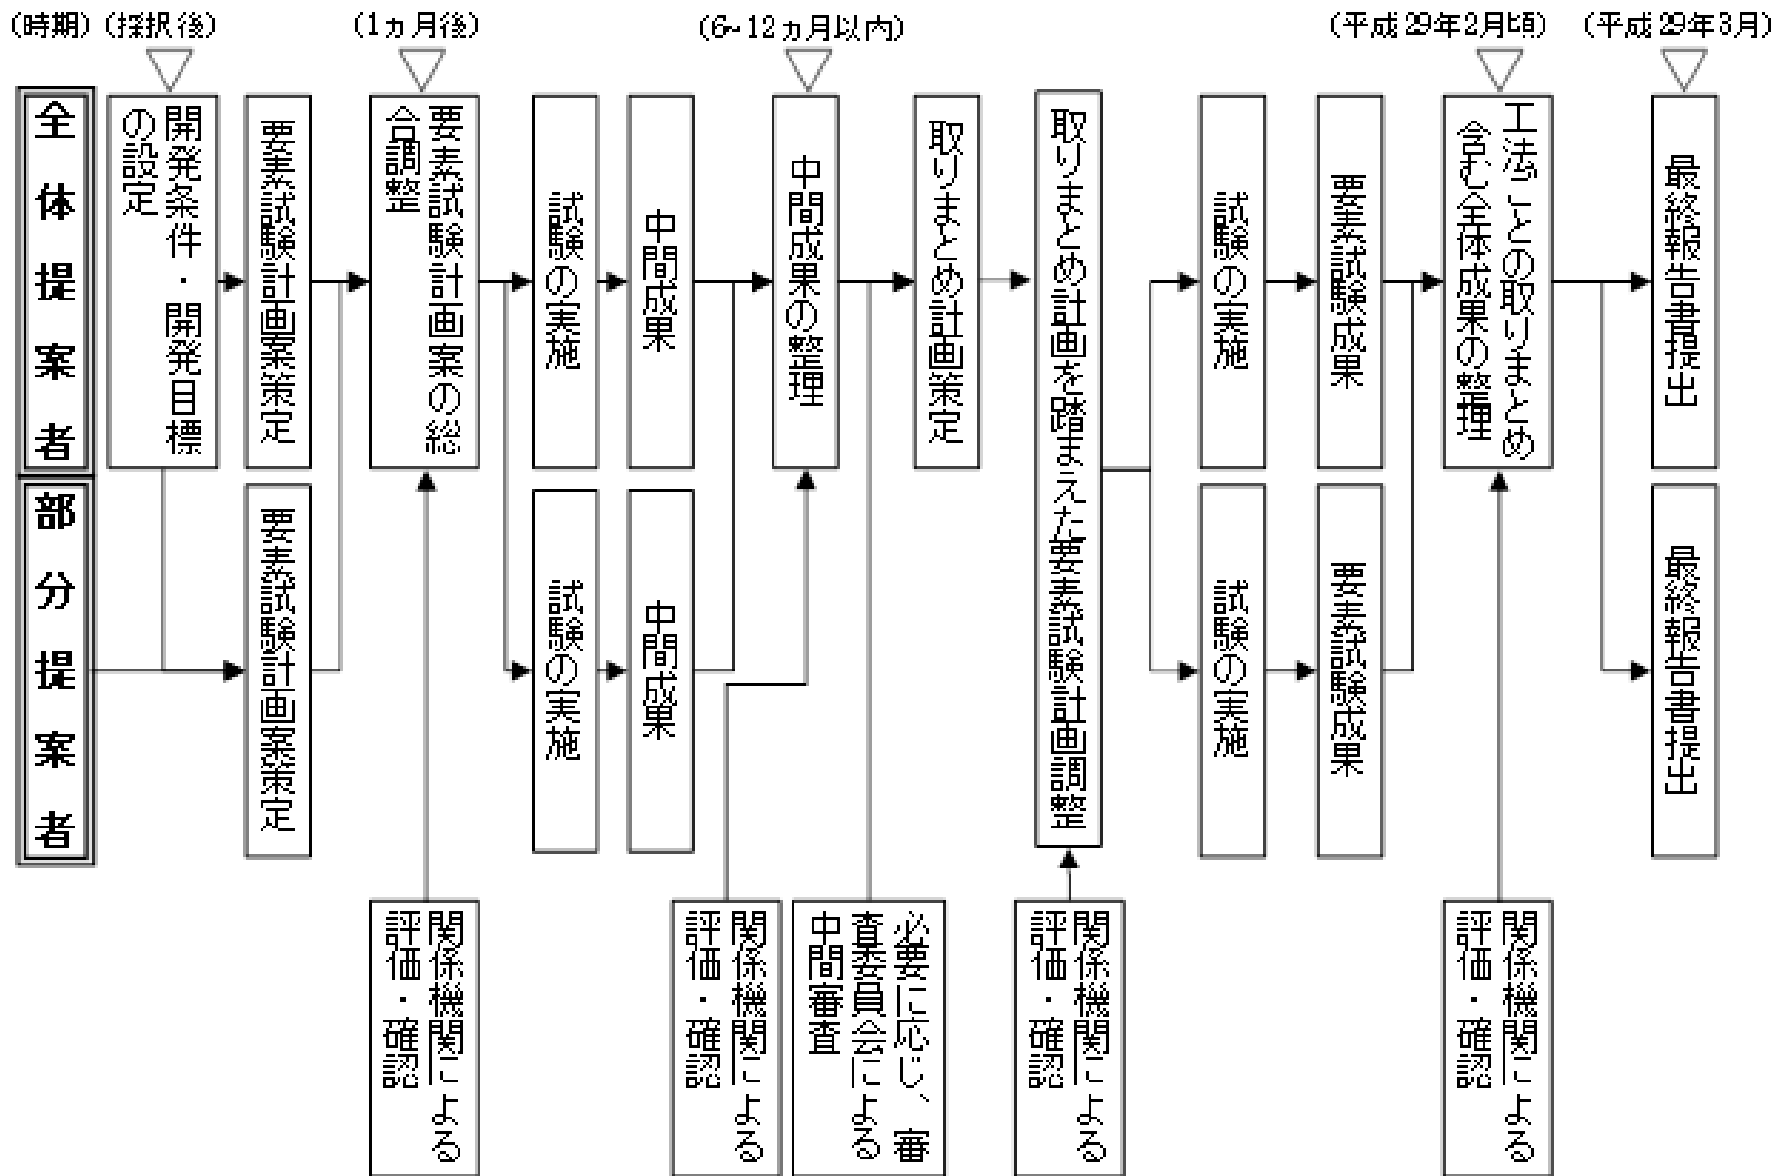 (時期)
(採択後)
(1ヵ月後)
(6~12ヵ月以内)
(平成29年2月頃)
(平成29年3月)
全体提案者
開発条件・開発目標
の設定
要素試験計画案策定
要素試験計画案の総
合調整
試験の実施
中間成果
中間成果の整理
取りまとめ計画策定
取りまとめ計画を踏まえた要素試験計画調整
試験の実施
要素試験成果
工法ごとの取りまとめ
含む全体成果の整理
最終報告書提出
部分提案者
要素試験計画案策定
試験の実施
中間成果
試験の実施
要素試験成果
最終報告書提出
関係機関による
評価・確認
関係機関による
評価・確認
必要に応じ、審
査委員会による
中間審査
関係機関による
評価・確認
関係機関による
評価・確認